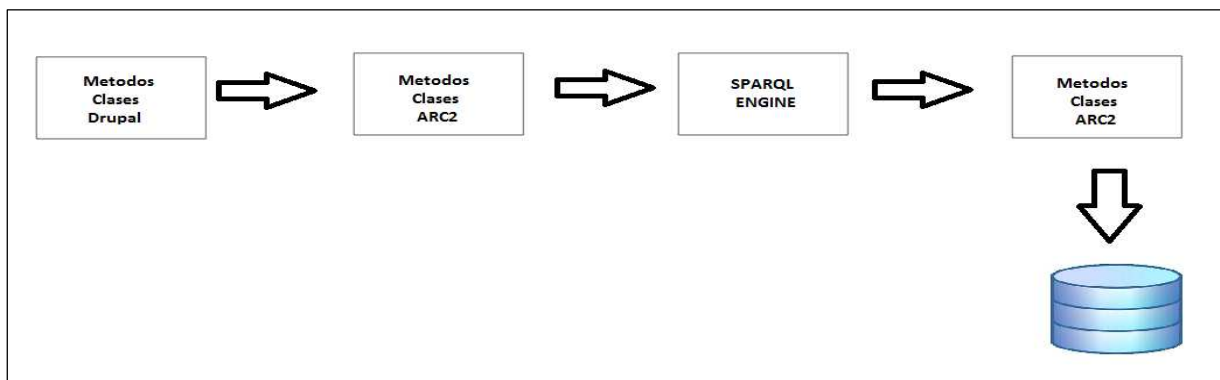 Metodos
Clases
Drupal
Metodos
Clases
ARC2
SPARQL
ENGINE
Metodos
Clases
ARC2